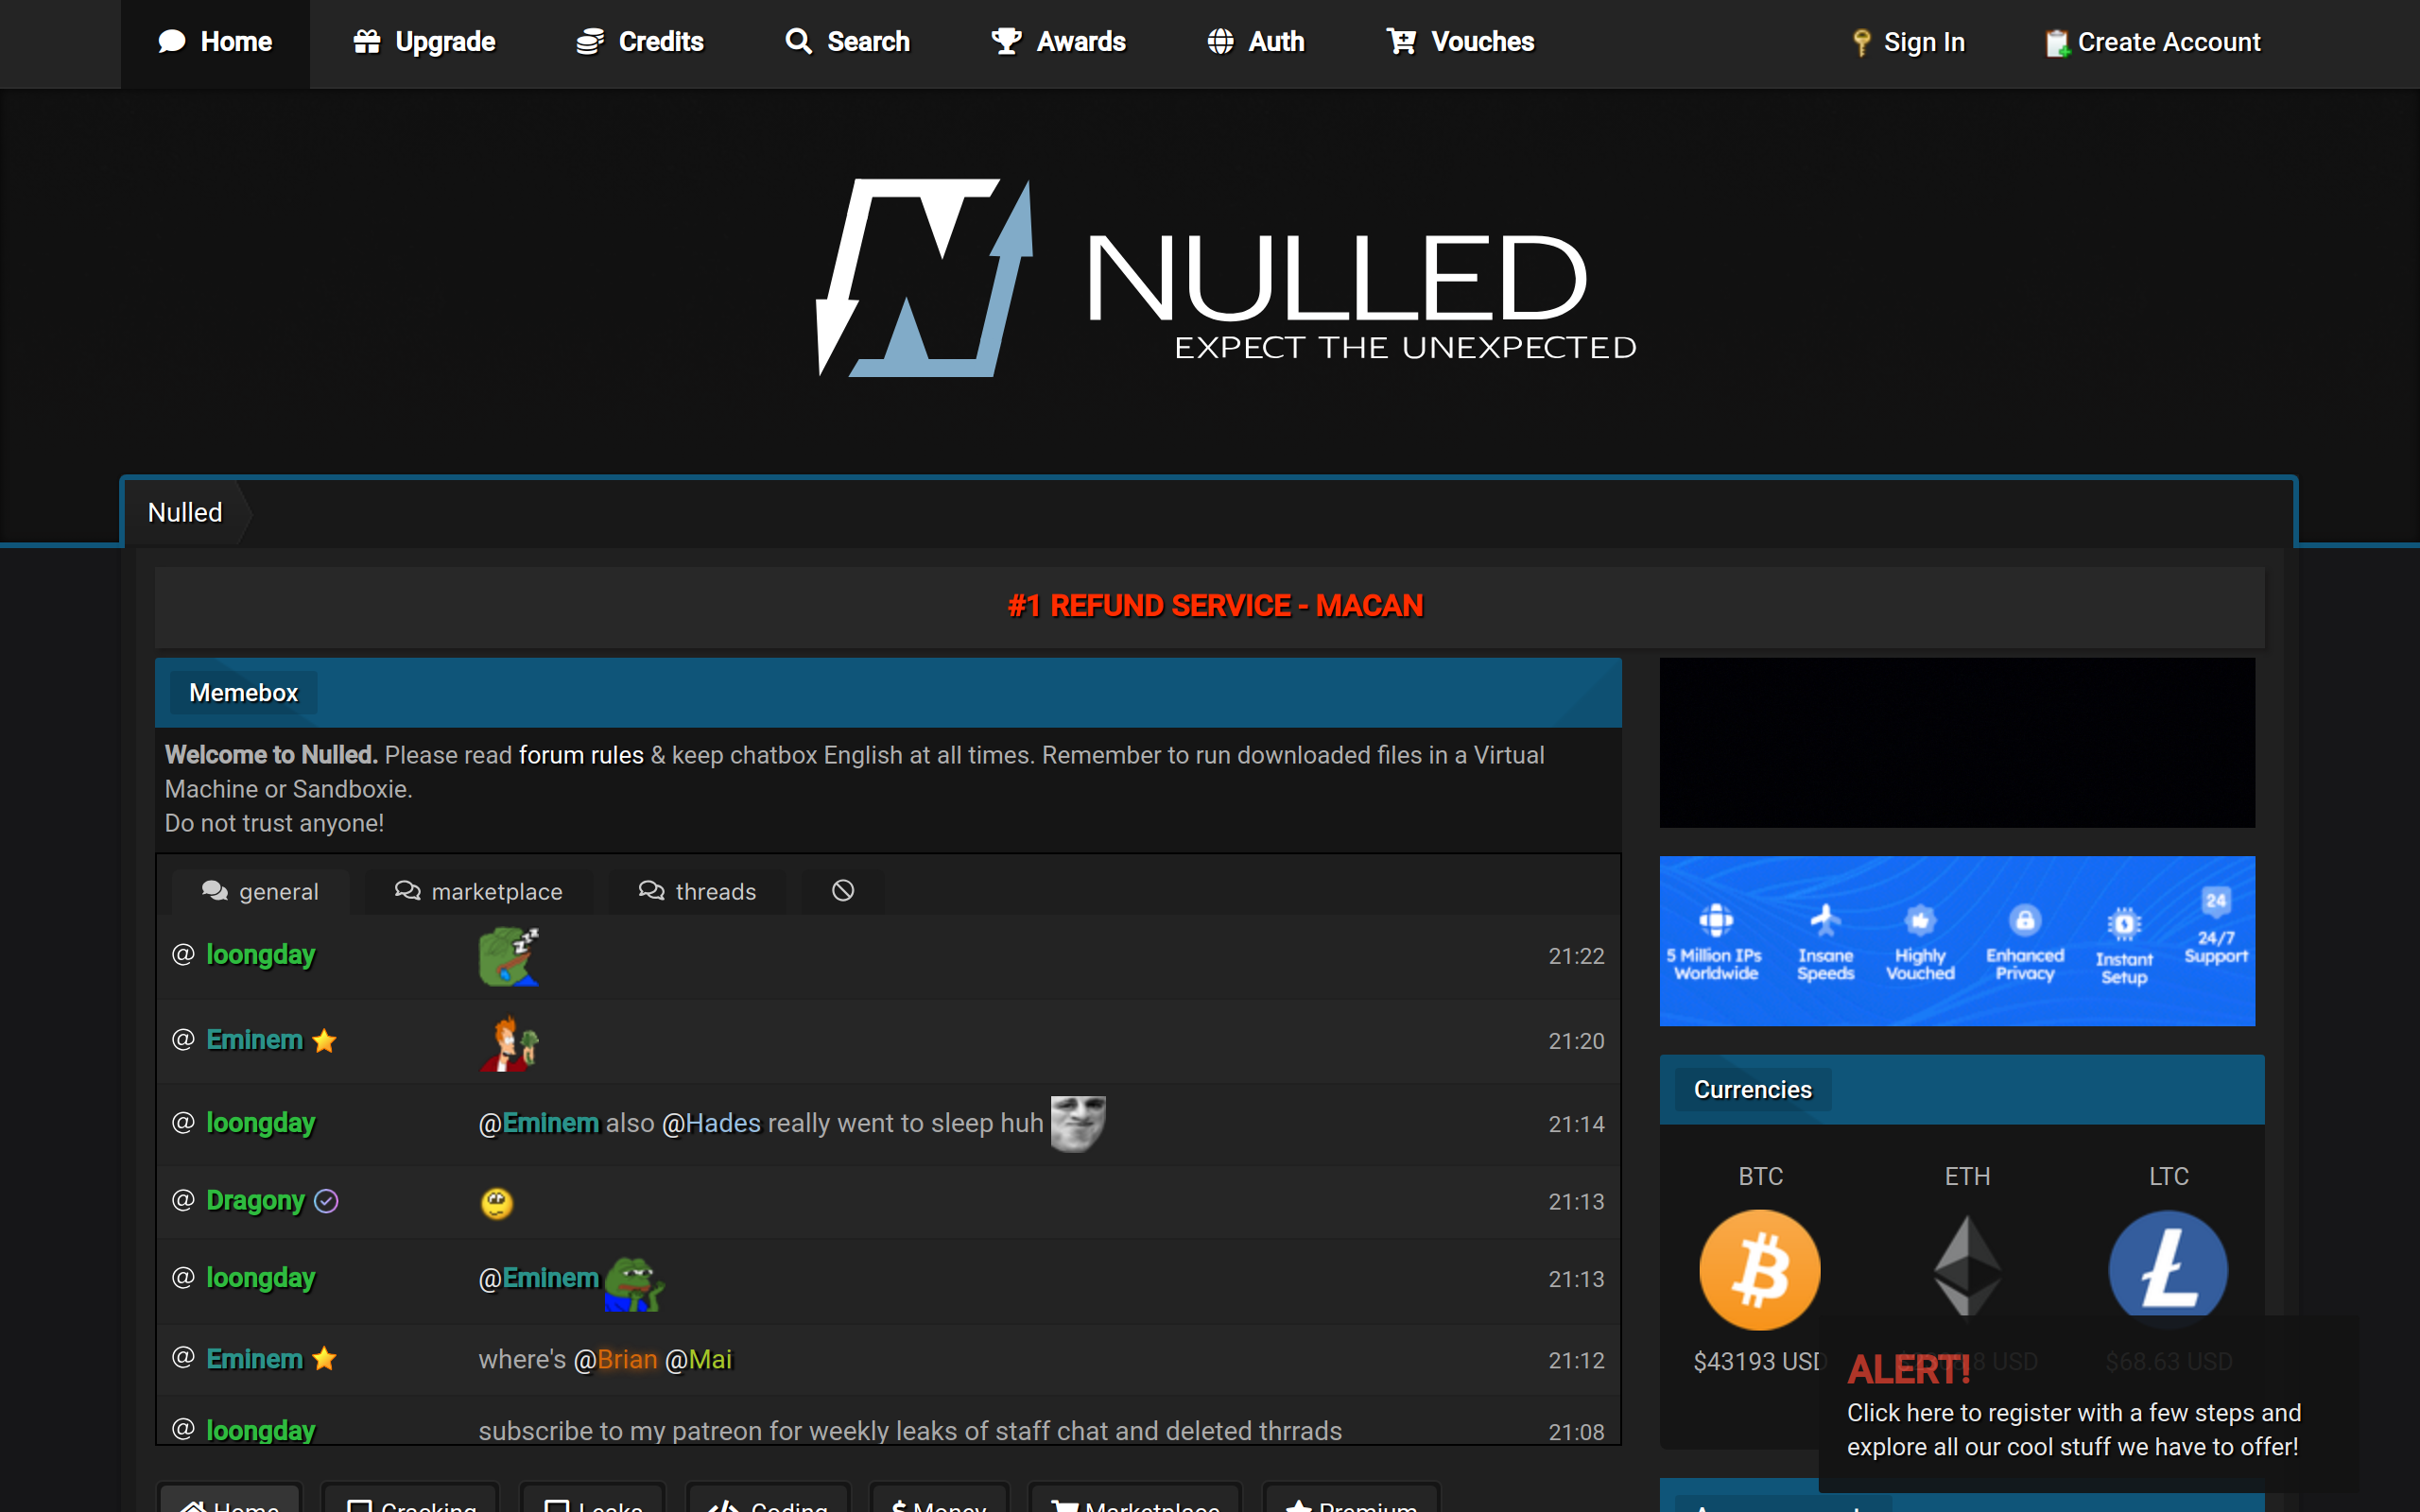 Home Upgrade Credits Search Awards Auth Vouches Sign In Create Account
NULLED
EXPECT THE UNEXPECTED
Nulled
#1 REFUND SERVICE - MACAN
Memebox
Welcome to Nulled. Please read forum rules & keep chatbox English at all times. Remember to run downloaded files in a Virtual
Machine or Sandboxie.
Do not trust anyone!
general marketplace threads
@ loongday 21:22
@ Eminem 21:20
@ loongday @Eminem also @Hades really went to sleep huh 21:14
@ Dragony 21:13
@ loongday @Eminem 21:13
@ Eminem where's @Brian @Mai 21:12
@ loongday subscribe to my patreon for weekly leaks of staff chat and deleted thrrads 21:08
Home Cracking Leaks Coding Money Marketplace Premium
5 Million IPs
Worldwide
Insane
Speeds
Highly
Vouched
Enhanced
Privacy
Instant
Setup
24
24/7
Support
Currencies
BTC ETH LTC
$43193 USD USD $68.63 USD
ALERT!
Click here to register with a few steps and
explore all our cool stuff we have to offer!